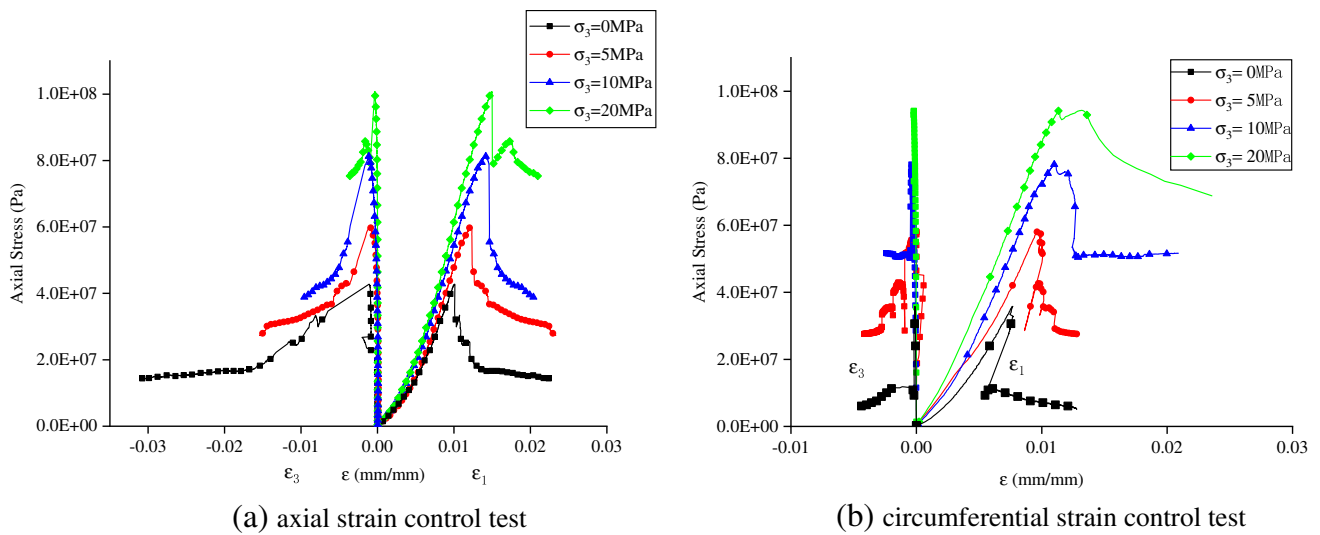 σ₃=0MPa
σ₃=5MPa
σ₃=10MPa
σ₃=20MPa
1.0E+08
8.0E+07
6.0E+07
4.0E+07
2.0E+07
0.0E+00
Axial Stress (Pa)
-0.03 -0.02 -0.01 0.00 0.01 0.02 0.03
ε₃ ε (mm/mm) ε₁
(a) axial strain control test
σ₃= 0MPa
σ₃= 5MPa
σ₃= 10MPa
σ₃= 20MPa
1.0E+08
8.0E+07
6.0E+07
4.0E+07
2.0E+07
0.0E+00
Axial Stress (Pa)
ε₃ ε₁
-0.01 0.00 0.01 0.02 0.03
ε (mm/mm)
(b) circumferential strain control test